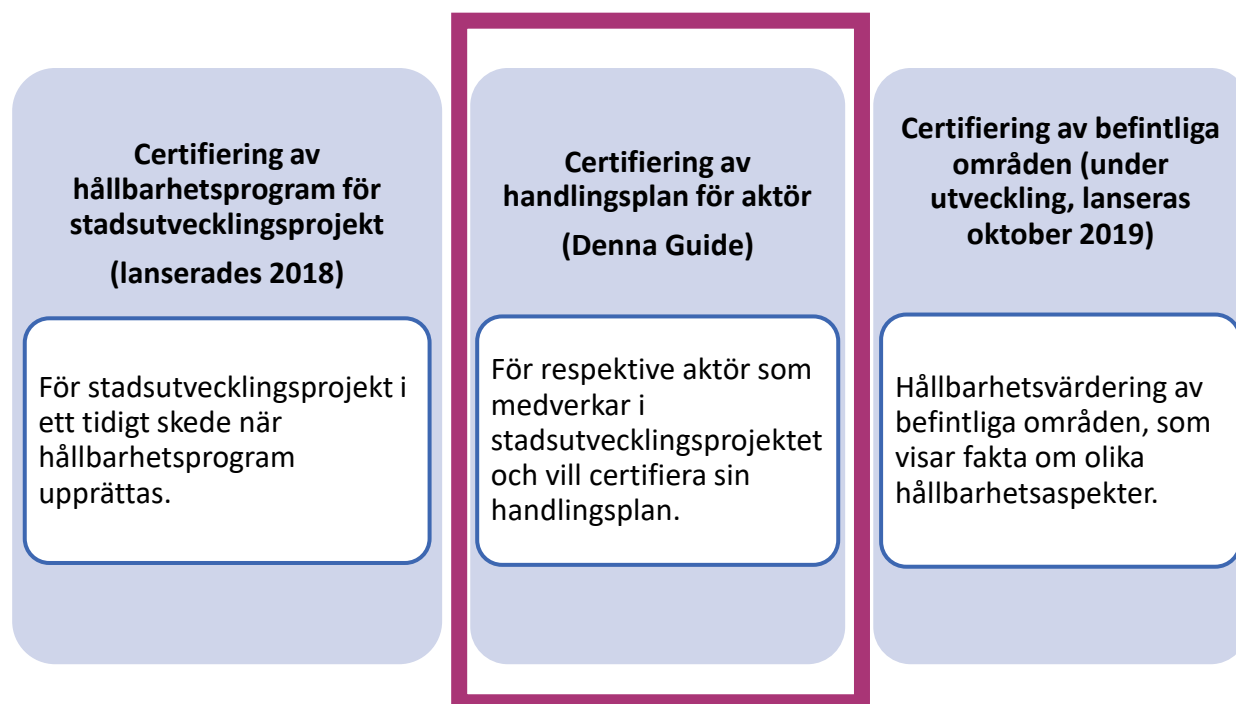 Certifiering av
hållbarhetsprogram för
stadsutvecklingsprojekt
(lanserades 2018)
För stadsutvecklingsprojekt i
ett tidigt skede när
hållbarhetsprogram
upprättas.
Certifiering av
handlingsplan för aktör
(Denna Guide)
För respektive aktör som
medverkar i
stadsutvecklingsprojektet
och vill certifiera sin
handlingsplan.
Certifiering av befintliga
områden (under
utveckling, lanseras
oktober 2019)
Hållbarhetsvärdering av
befintliga områden, som
visar fakta om olika
hållbarhetsaspekter.